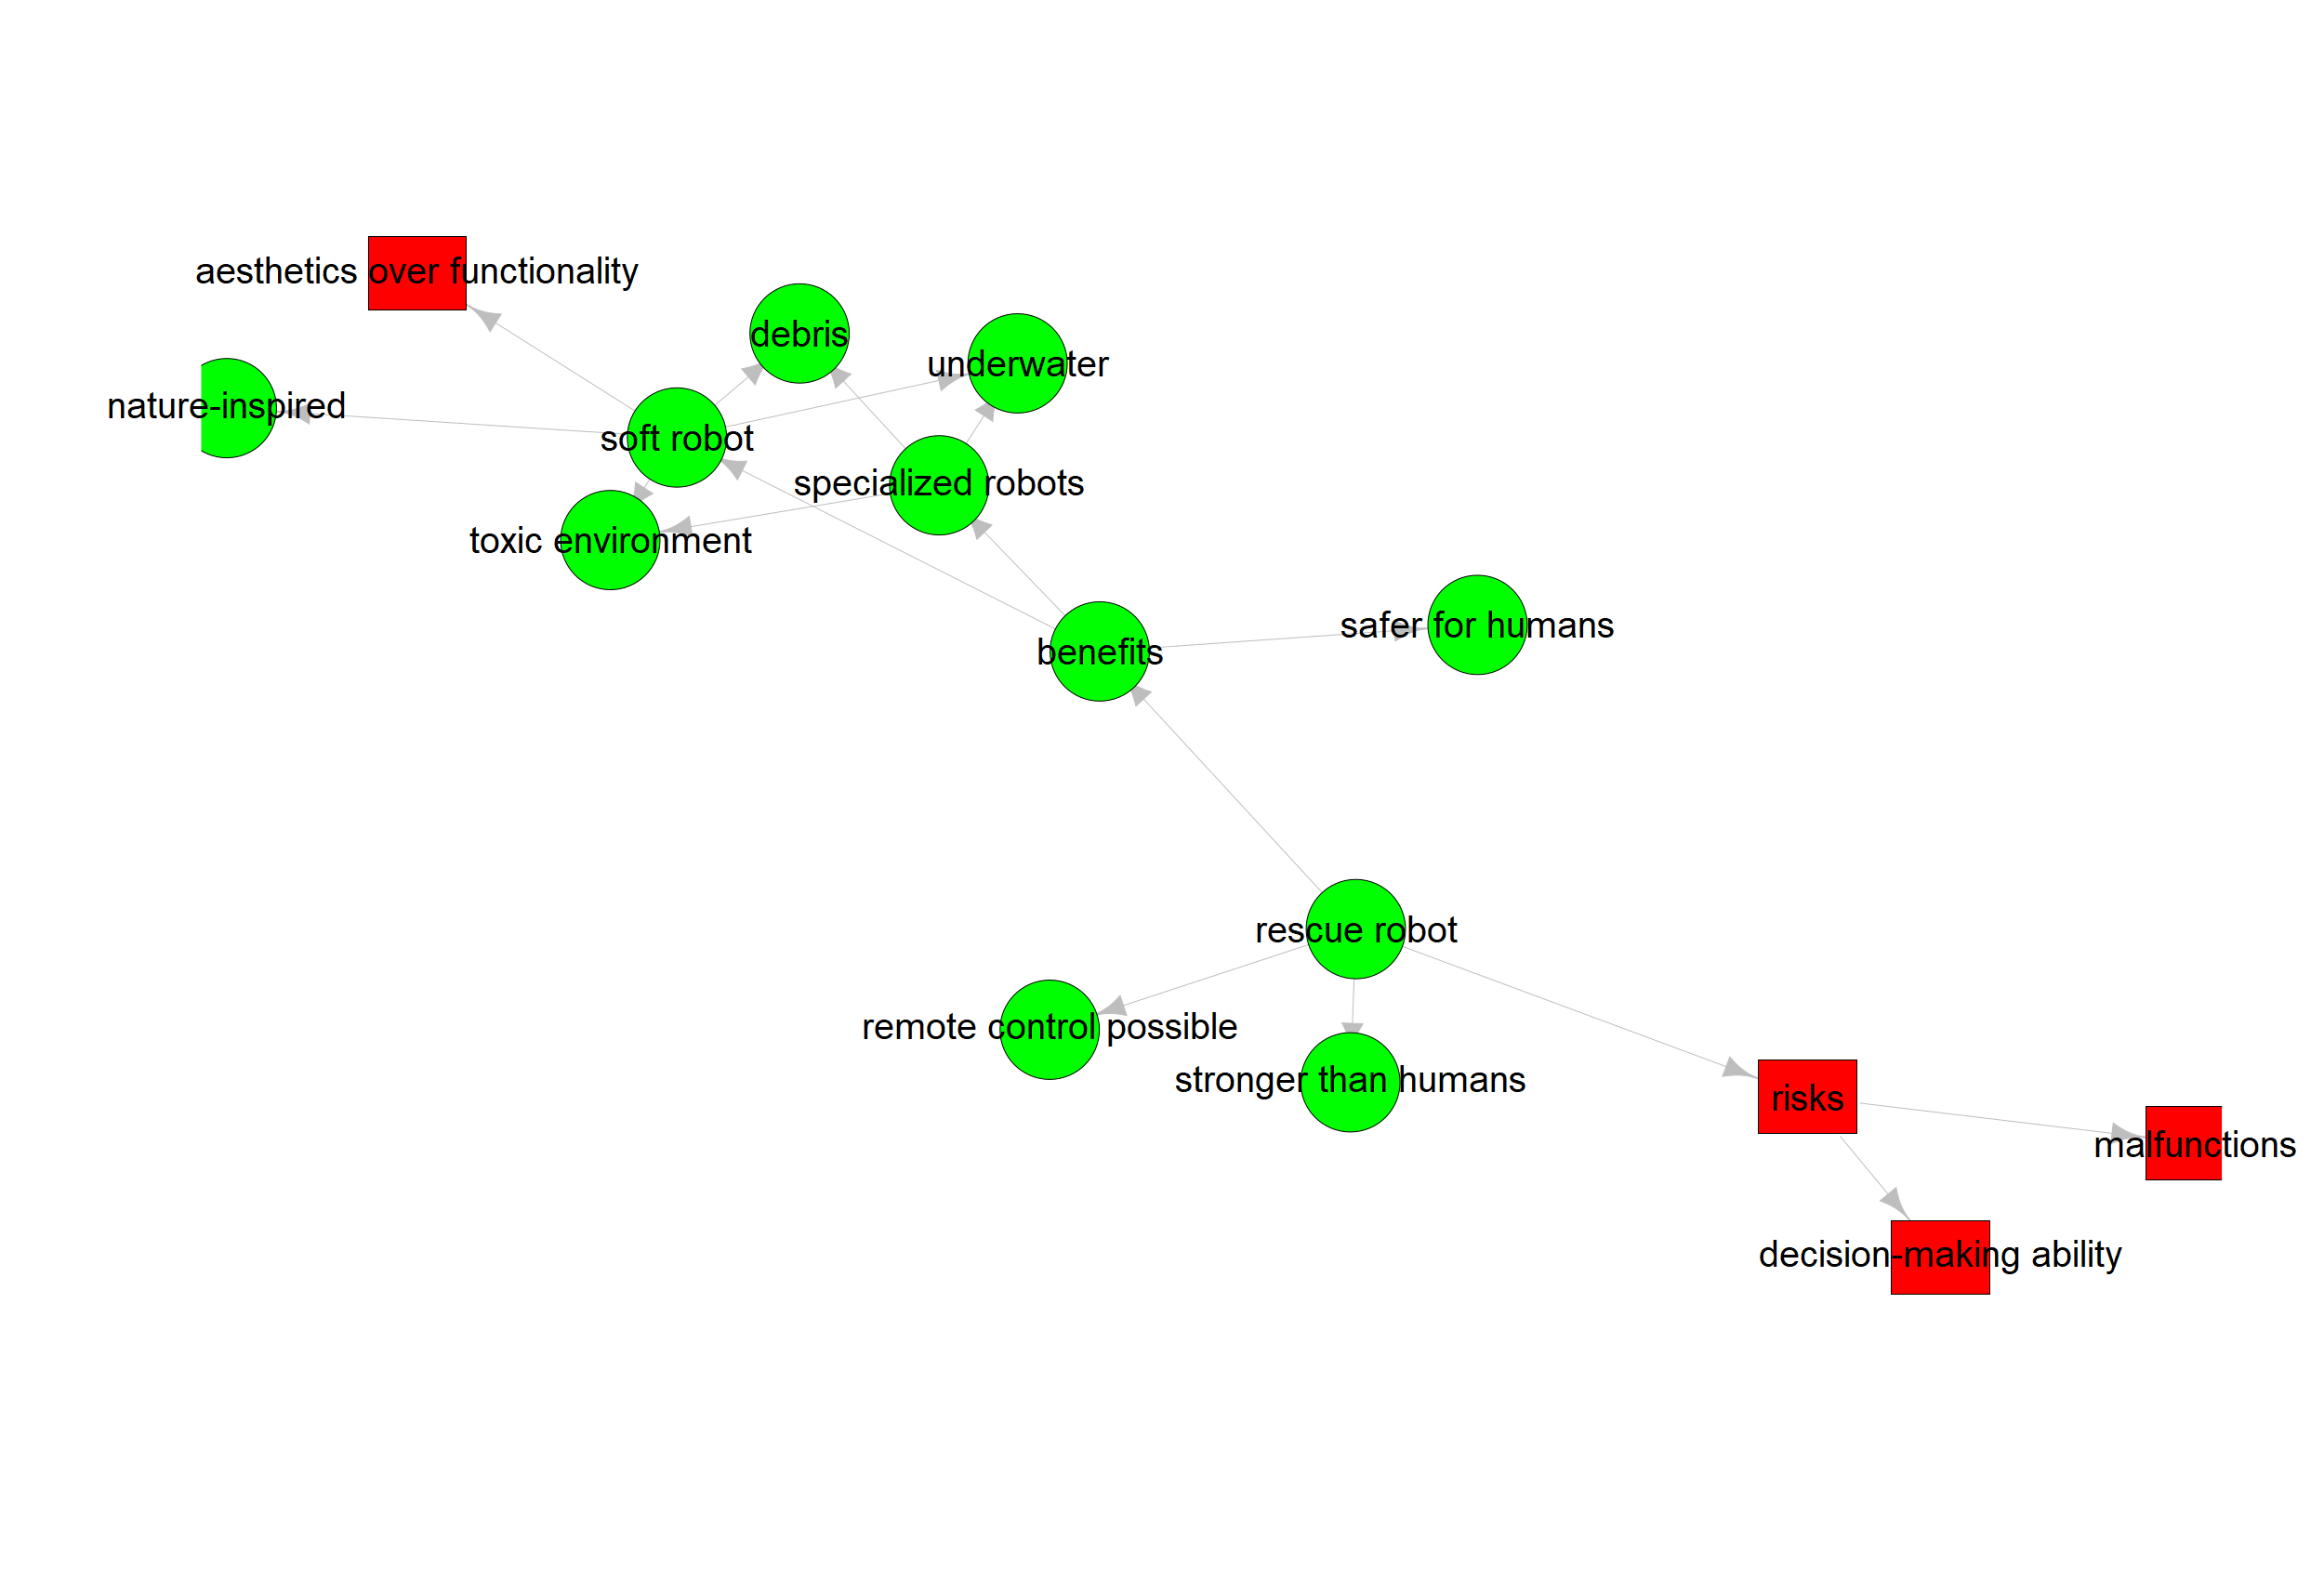 aesthetics over functionality
debris
underwater
nature-inspired
soft robot
specialized robots
toxic environment
safer for humans
benefits
rescue robot
remote control possible
stronger than humans
risks
malfunctions
decision-making ability